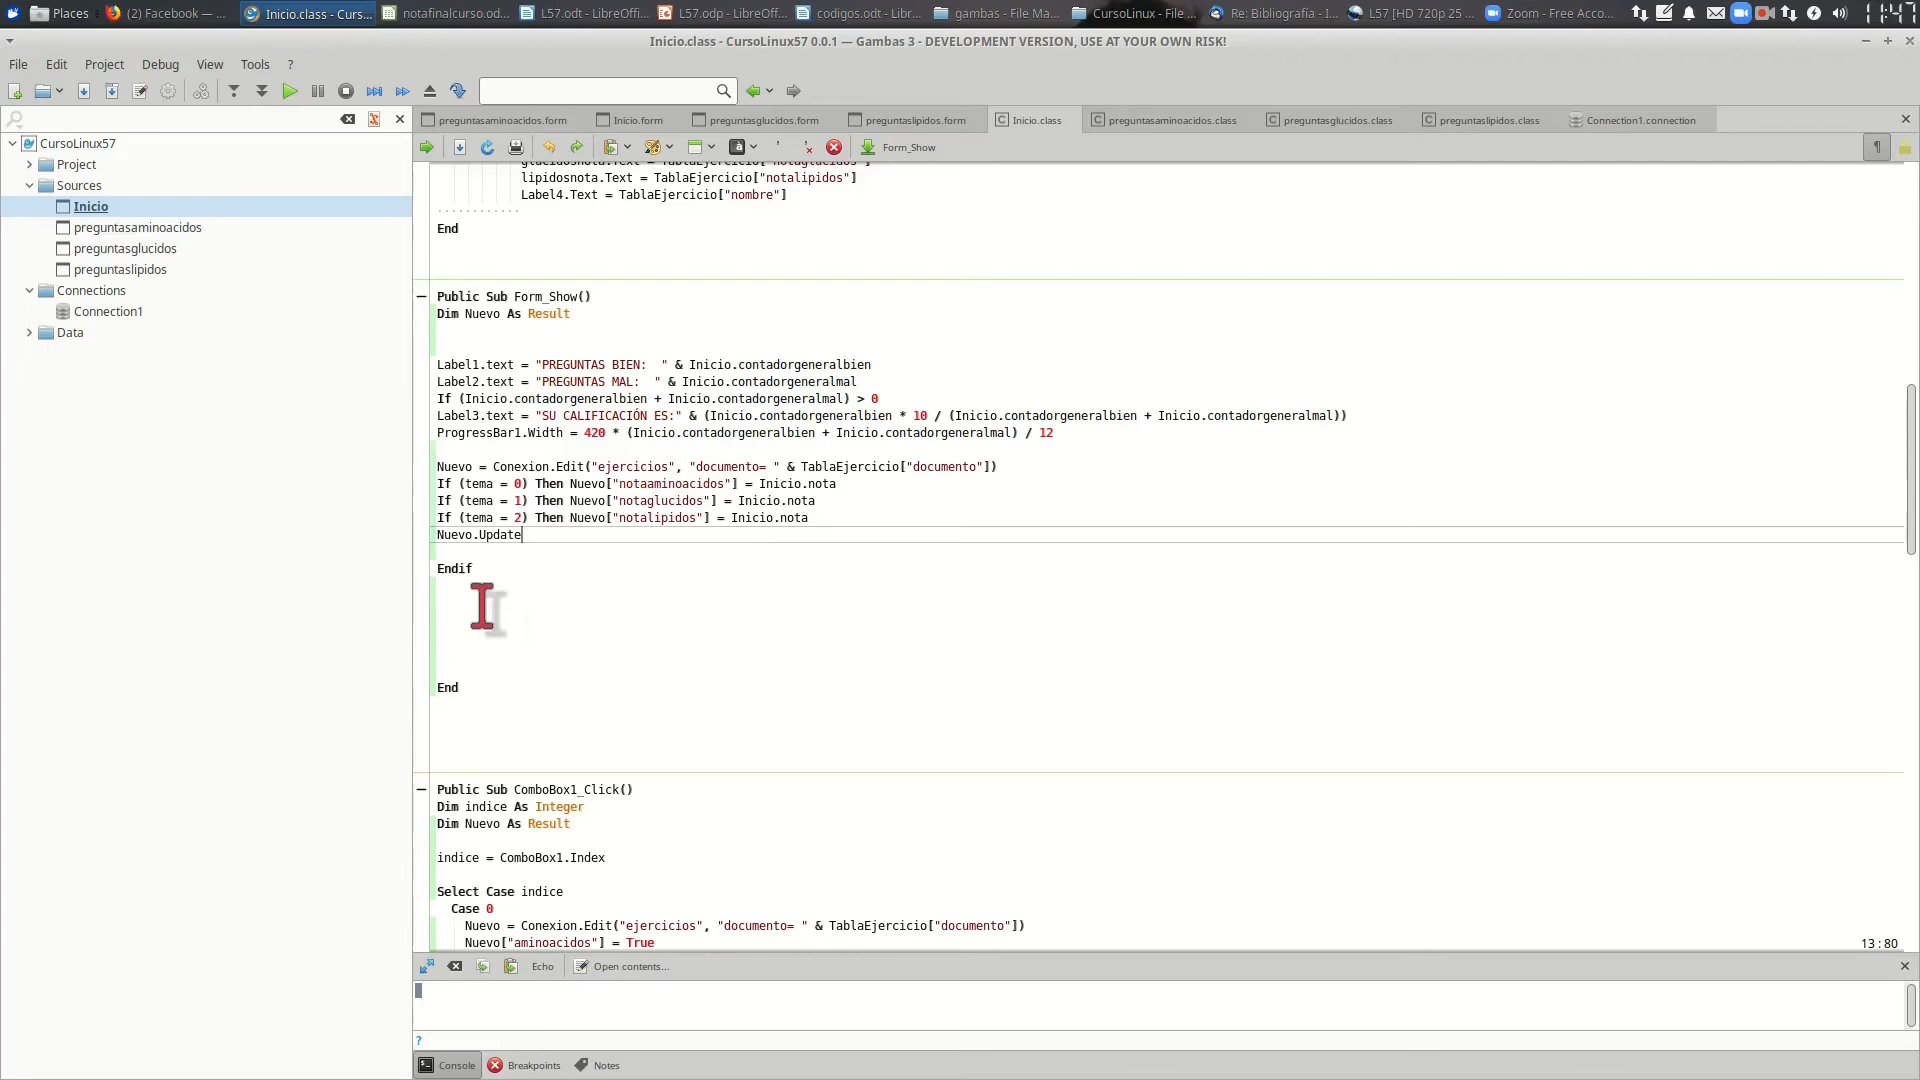 Places
(2) Facebook — ...
Inicio.class - Curs...
notafinalcurso.od...
L57.odt - LibreOffi...
L57.odp - LibreOff...
codigos.odt - Libr...
gambas - File Ma...
CursoLinux - File ...
Re: Bibliografía - I...
L57 [HD 720p 25 ...
Zoom - Free Acco...
11:47
Inicio.class - CursoLinux57 0.0.1 — Gambas 3 - DEVELOPMENT VERSION, USE AT YOUR OWN RISK!
File Edit Project Debug View Tools ?
preguntasaminoacidos.form
Inicio.form
preguntasglucidos.form
preguntaslipidos.form
Inicio.class
preguntasaminoacidos.class
preguntasglucidos.class
preguntaslipidos.class
Connection1.connection
Form_Show
CursoLinux57
Project
Sources
Inicio
preguntasaminoacidos
preguntasglucidos
preguntaslipidos
Connections
Connection1
Data
glucidosnota.Text = TablaEjercicio["notaglucidos"]
lipidosnota.Text = TablaEjercicio["notalipidos"]
Label4.Text = TablaEjercicio["nombre"]
End
Public Sub Form_Show()
Dim Nuevo As Result
Label1.text = "PREGUNTAS BIEN:  " & Inicio.contadorgeneralbien
Label2.text = "PREGUNTAS MAL:  " & Inicio.contadorgeneralmal
If (Inicio.contadorgeneralbien + Inicio.contadorgeneralmal) > 0
Label3.text = "SU CALIFICACIÓN ES:" & (Inicio.contadorgeneralbien * 10 / (Inicio.contadorgeneralbien + Inicio.contadorgeneralmal))
ProgressBar1.Width = 420 * (Inicio.contadorgeneralbien + Inicio.contadorgeneralmal) / 12
Nuevo = Conexion.Edit("ejercicios", "documento= " & TablaEjercicio["documento"])
If (tema = 0) Then Nuevo["notaaminoacidos"] = Inicio.nota
If (tema = 1) Then Nuevo["notaglucidos"] = Inicio.nota
If (tema = 2) Then Nuevo["notalipidos"] = Inicio.nota
Nuevo.Update
Endif
End
Public Sub ComboBox1_Click()
Dim indice As Integer
Dim Nuevo As Result
indice = ComboBox1.Index
Select Case indice
Case 0
Nuevo = Conexion.Edit("ejercicios", "documento= " & TablaEjercicio["documento"])
Nuevo["aminoacidos"] = True
13:80
Echo
Open contents...
?
Console
Breakpoints
Notes